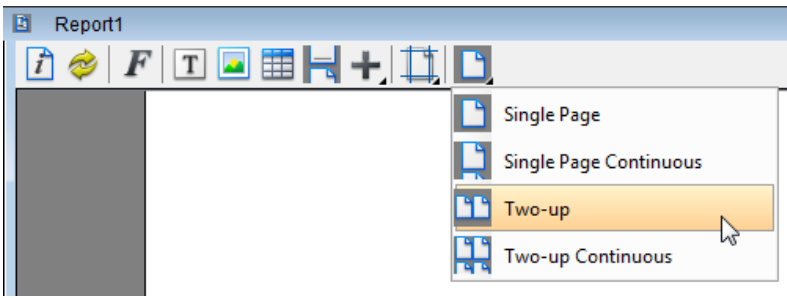 Report1
i F T
Single Page
Single Page Continuous
Two-up
Two-up Continuous